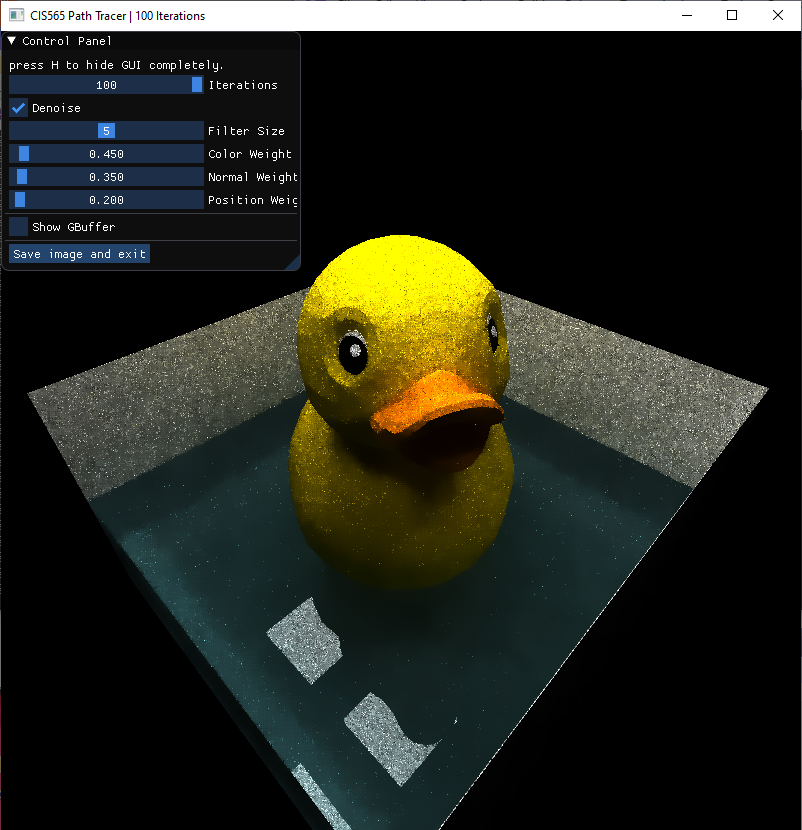 CIS565 Path Tracer | 100 Iterations
Control Panel
press H to hide GUI completely.
100 Iterations
Denoise
5 Filter Size
0.450 Color Weight
0.350 Normal Weight
0.200 Position Weig
Show GBuffer
Save image and exit